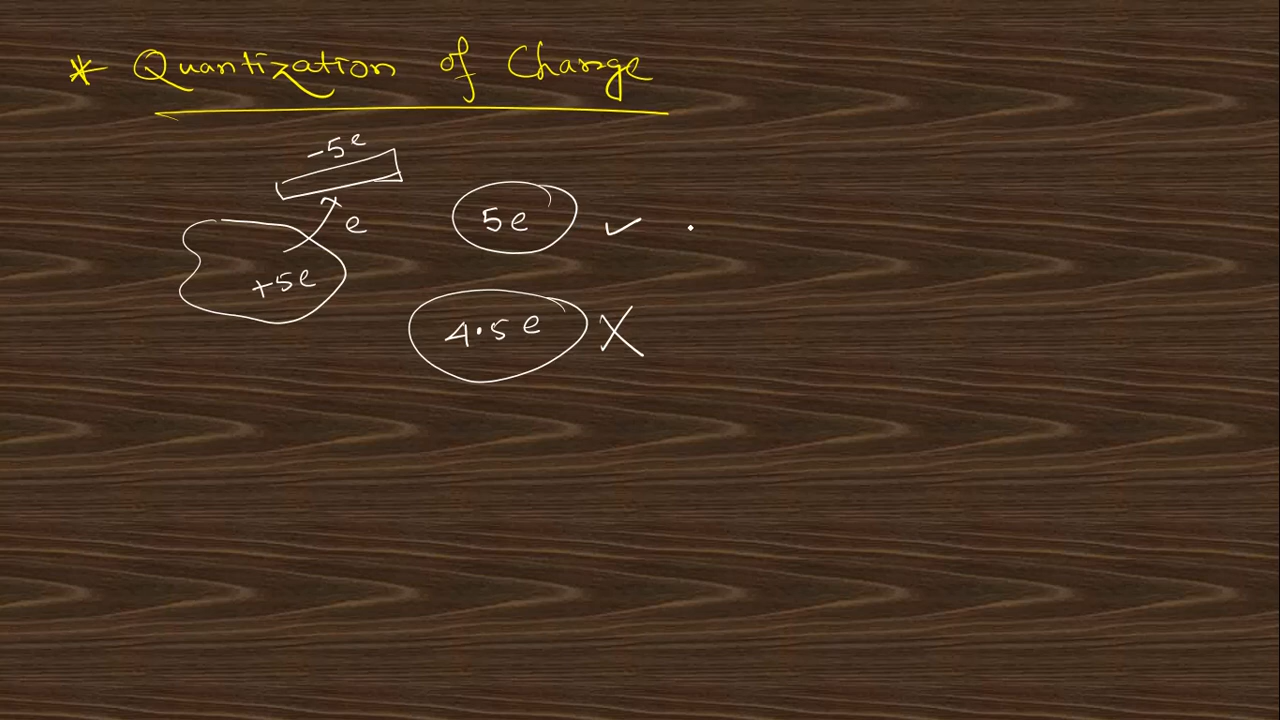 * Quantization of Charge
-5e
e
+5e
5e ✓
4.5e X